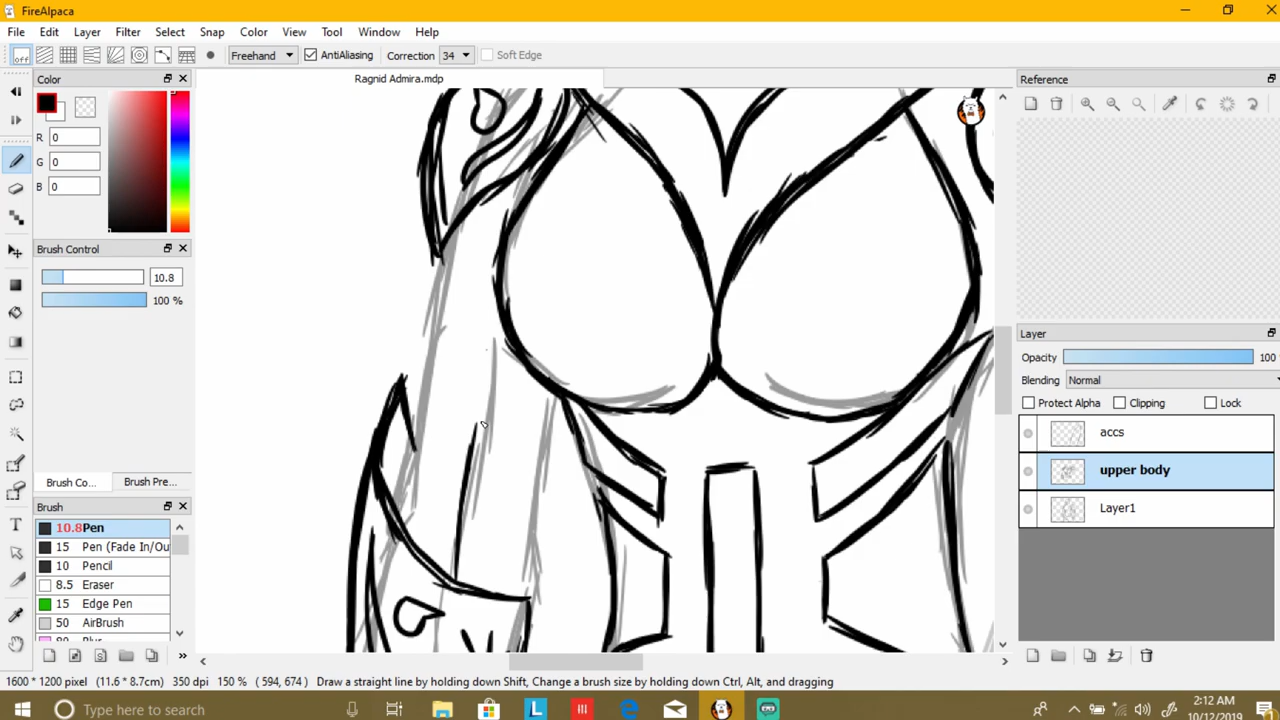 FireAlpaca
File Edit Layer Filter Select Snap Color View Tool Window Help
off Freehand AntiAliasing Correction 34 Soft Edge
Color Ragnid Admira.mdp Reference
R 0
G 0
B 0
Brush Control
10.8
100 %
Brush Co... Brush Pre...
Brush
10.8 Pen
15 Pen (Fade In/Ou
10 Pencil
8.5 Eraser
15 Edge Pen
50 AirBrush
Layer
Opacity 100
Blending Normal
Protect Alpha Clipping Lock
accs
upper body
Layer1
1600 * 1200 pixel (11.6 * 8.7cm) 350 dpi 150 % ( 594, 674 ) Draw a straight line by holding down Shift, Change a brush size by holding down Ctrl, Alt, and dragging
Type here to search
L
2:12 AM
10/12/2019